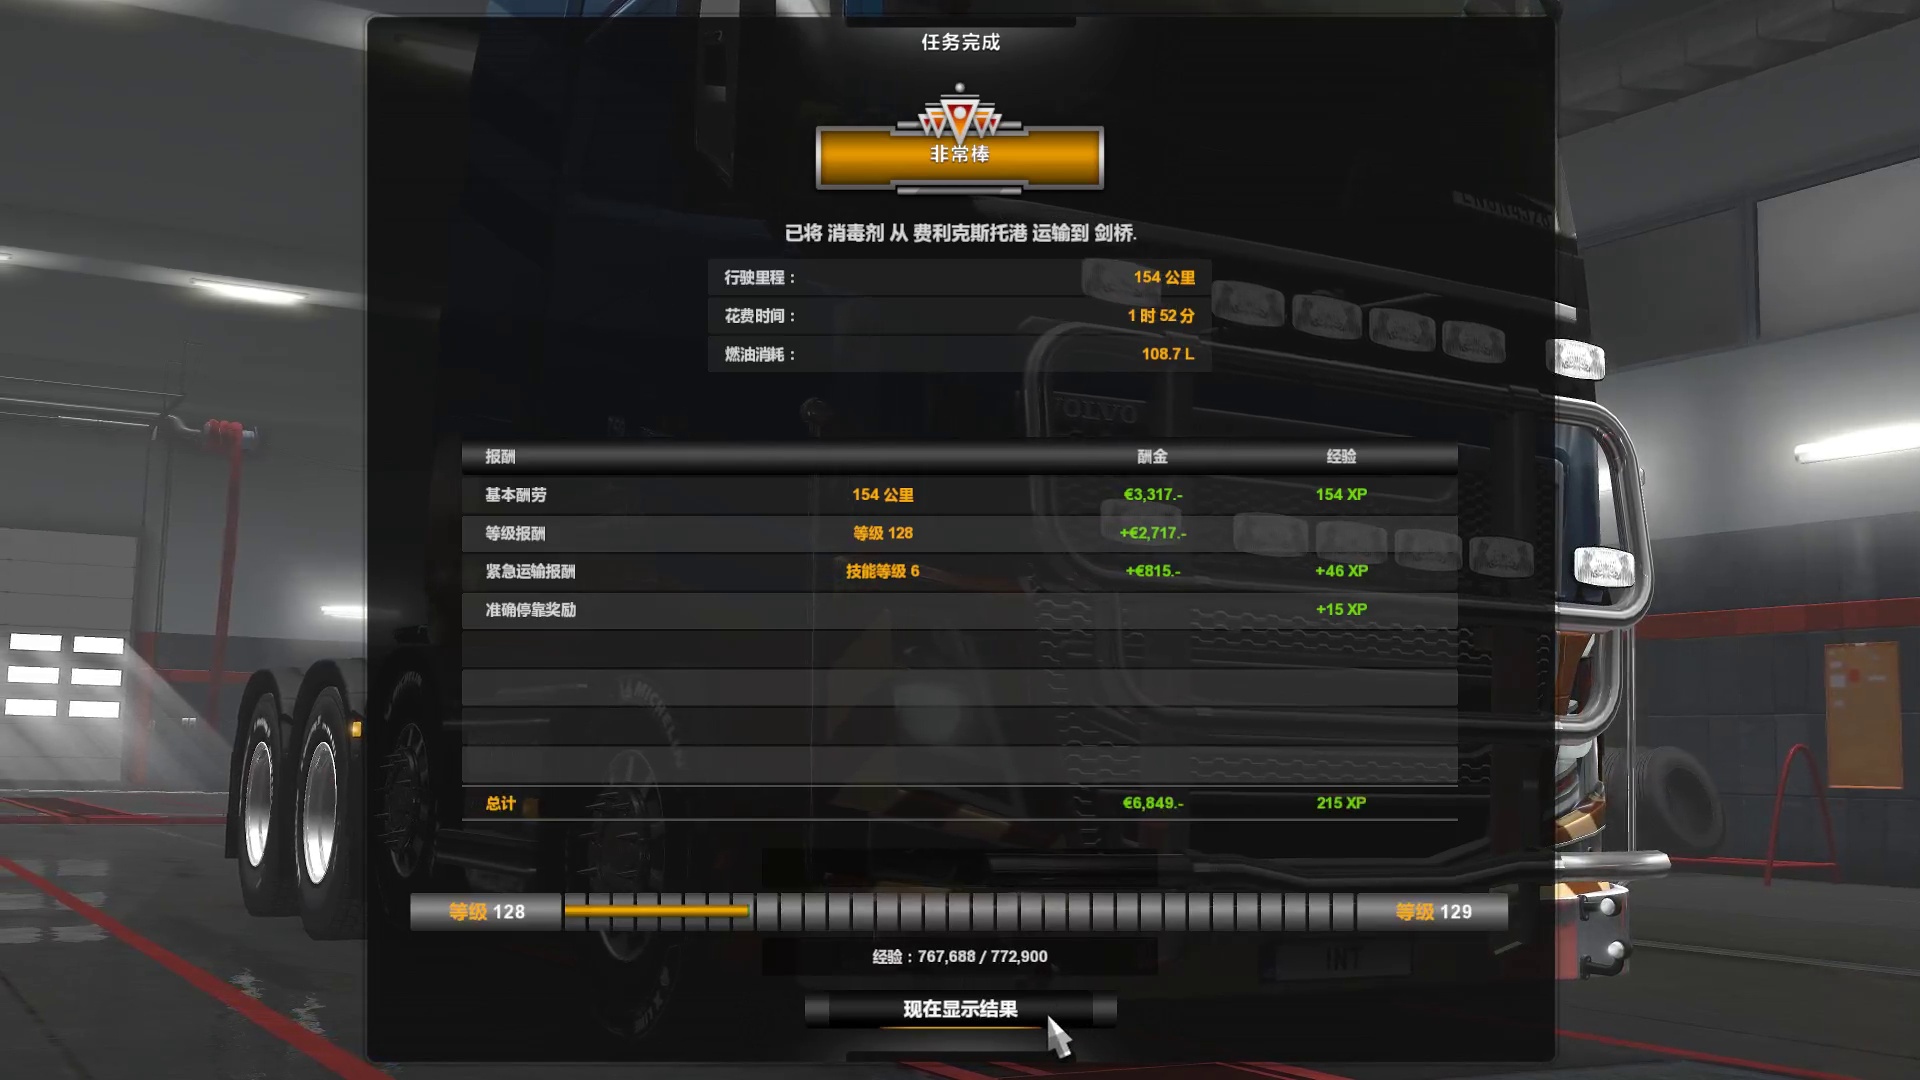 任务完成
非常棒
已将 消毒剂 从 费利克斯托港 运输到 剑桥.
行驶里程： 154 公里
花费时间： 1 时 52 分
燃油消耗： 108.7 L
VOLVO
报酬 酬金 经验
基本酬劳 154 公里 €3,317.- 154 XP
等级报酬 等级 128 +€2,717.-
紧急运输报酬 技能等级 6 +€815.- +46 XP
准确停靠奖励 +15 XP
MICHELIN
总计 €6,849.- 215 XP
等级 128 等级 129
经验：767,688 / 772,900
INT
现在显示结果